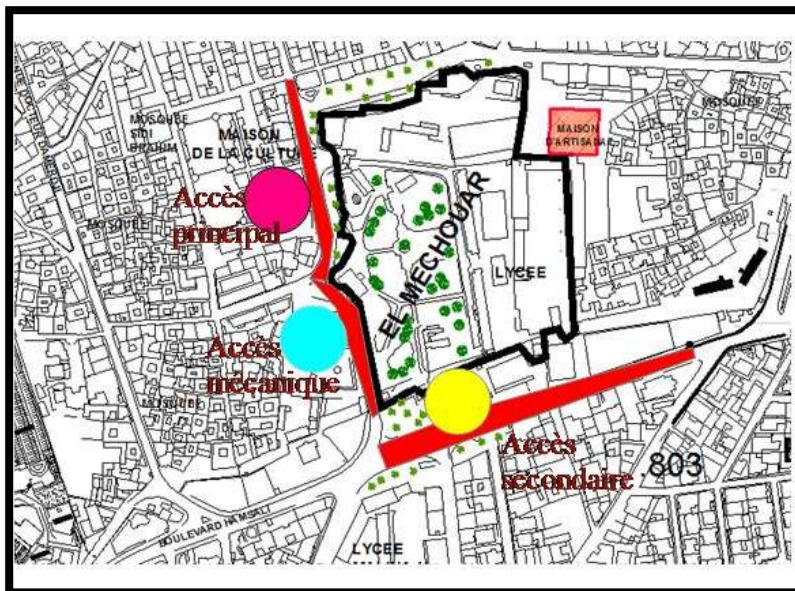 MOSQUEE
SIDI
BRAHIM
MAISON
DE LA CULTURE
MAISON
D'ARTISANAT
MOSQUEE
Accès
principal
MOSQUEE
EL MECHOUAR
LYCEE
Accès
mécanique
MOSQUEE
Accès
secondaire
803
BOULEVARD HAMSALI
LYCEE